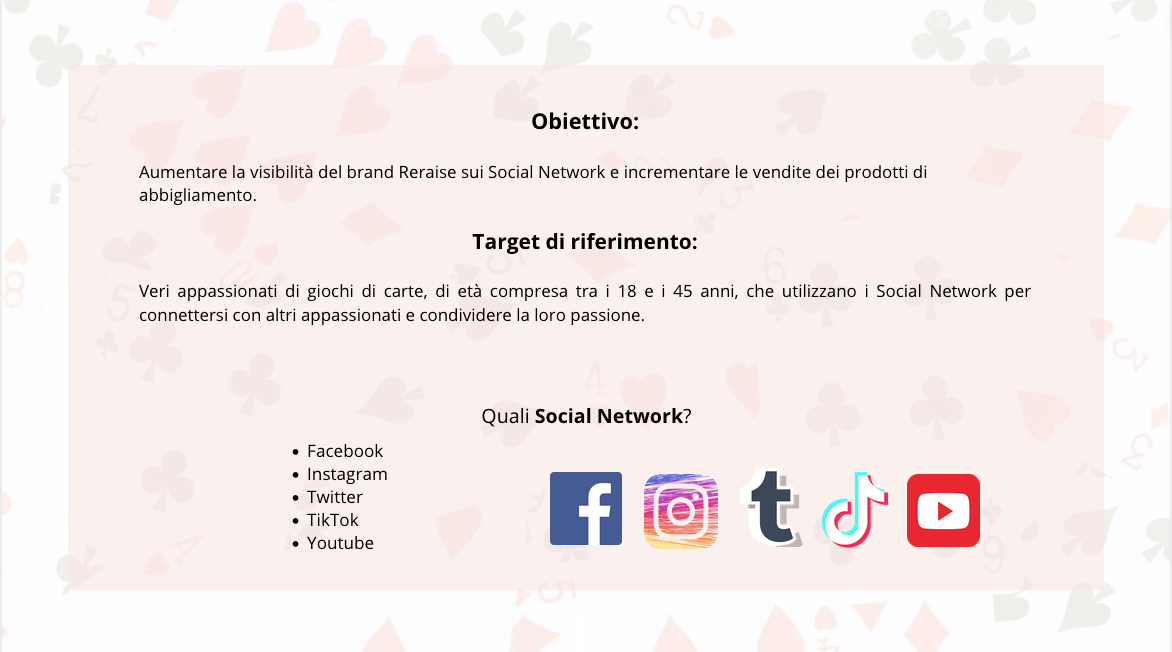 Obiettivo:
Aumentare la visibilità del brand Reraise sui Social Network e incrementare le vendite dei prodotti di
abbigliamento.
Target di riferimento:
Veri appassionati di giochi di carte, di età compresa tra i 18 e i 45 anni, che utilizzano i Social Network per
connettersi con altri appassionati e condividere la loro passione.
Quali Social Network?
• Facebook
• Instagram
• Twitter
• TikTok
• Youtube